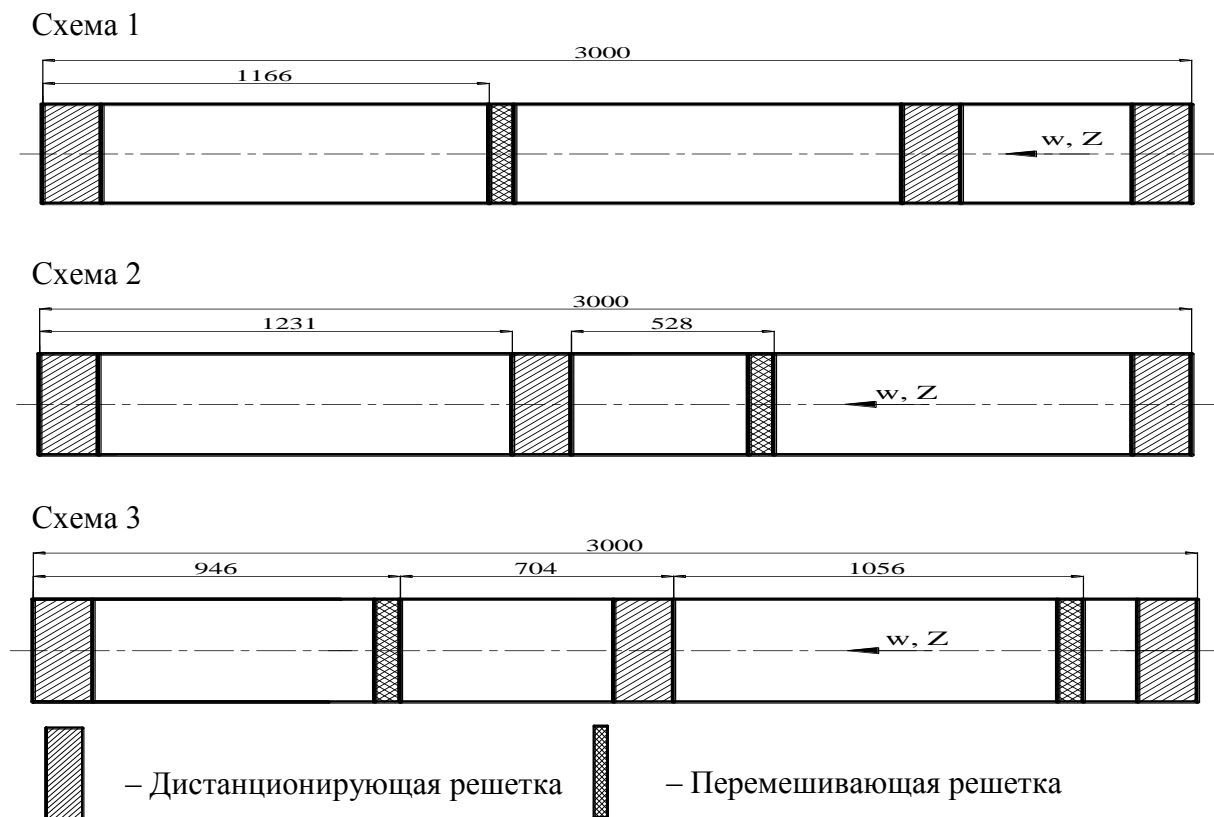 Схема 1
3000
1166
w, Z
Схема 2
3000
1231 528
w, Z
Схема 3
3000
946 704 1056
w, Z
– Дистанционирующая решетка – Перемешивающая решетка